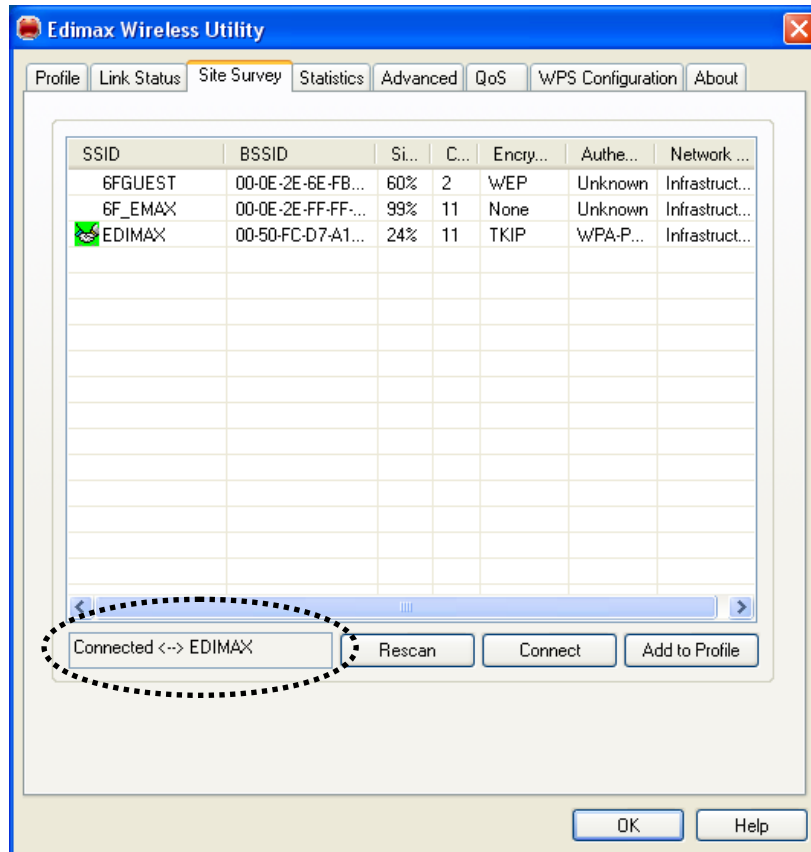 Edimax Wireless Utility
Profile Link Status Site Survey Statistics Advanced QoS WPS Configuration About
SSID BSSID Si... C... Encry... Authe... Network ...
6FGUEST 00-0E-2E-6E-FB... 60% 2 WEP Unknown Infrastruct...
6F_EMAX 00-0E-2E-FF-FF-... 99% 11 None Unknown Infrastruct...
EDIMAX 00-50-FC-D7-A1... 24% 11 TKIP WPA-P... Infrastruct...
Connected <--> EDIMAX Rescan Connect Add to Profile
OK Help